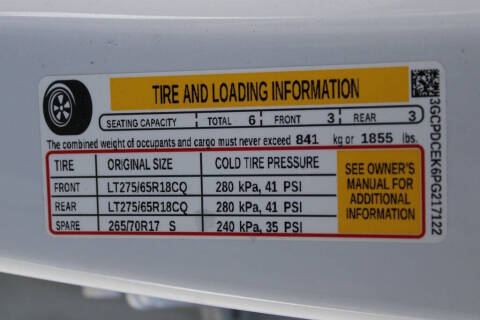 TIRE AND LOADING INFORMATION
SEATING CAPACITY TOTAL 6 FRONT 3 REAR 3
The combined weight of occupants and cargo must never exceed 841 kg or 1855 lbs.
TIRE ORIGINAL SIZE COLD TIRE PRESSURE
FRONT LT275/65R18CQ 280 kPa, 41 PSI
REAR LT275/65R18CQ 280 kPa, 41 PSI
SPARE 265/70R17 S 240 kPa, 35 PSI
SEE OWNER'S
MANUAL FOR
ADDITIONAL
INFORMATION
3GCPDCEK6PG217122